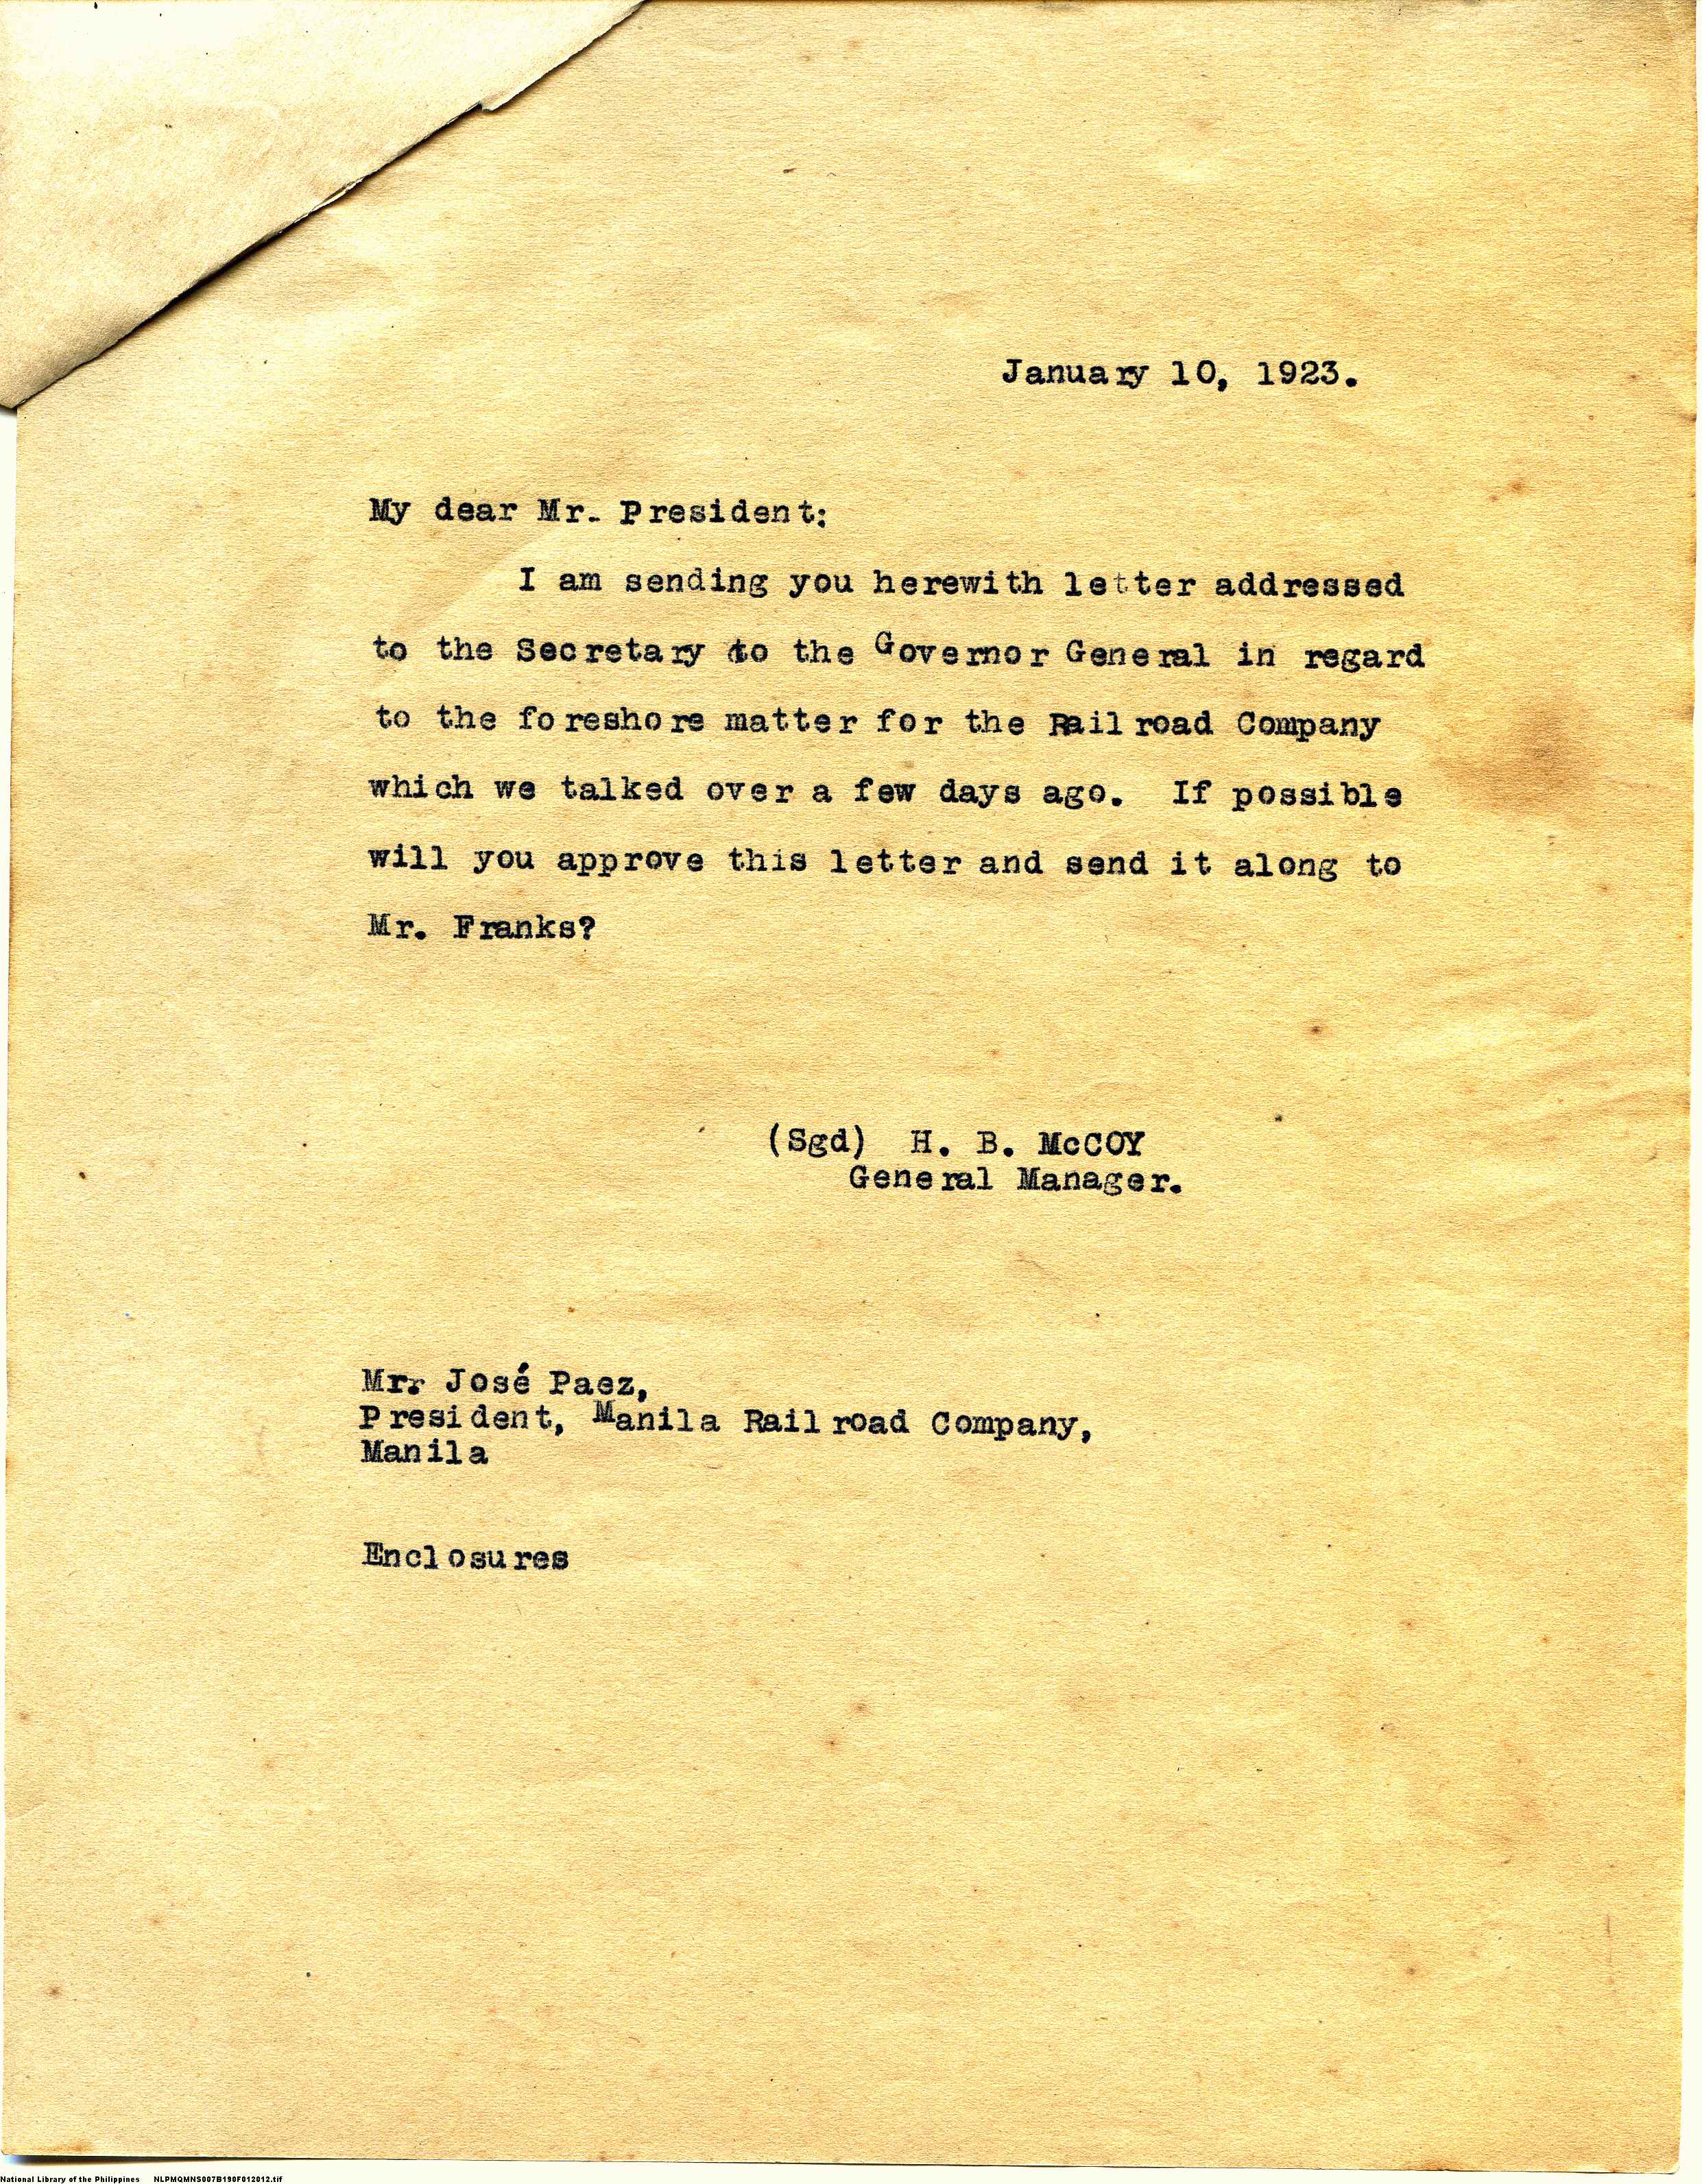 January 10, 1923.
My dear Mr. President:
I am sending you herewith letter addressed
to the Secretary to the Governor General in regard
to the foreshore matter for the Railroad Company
which we talked over a few days ago. If possible
will you approve this letter and send it along to
Mr. Franks?
(Sgd) H. B. McCOY
General Manager.
Mrr José Paez,
President, Manila Railroad Company,
Manila
Enclosures
National Library of the Philippines NLPMQMNS007B190F012012.tif